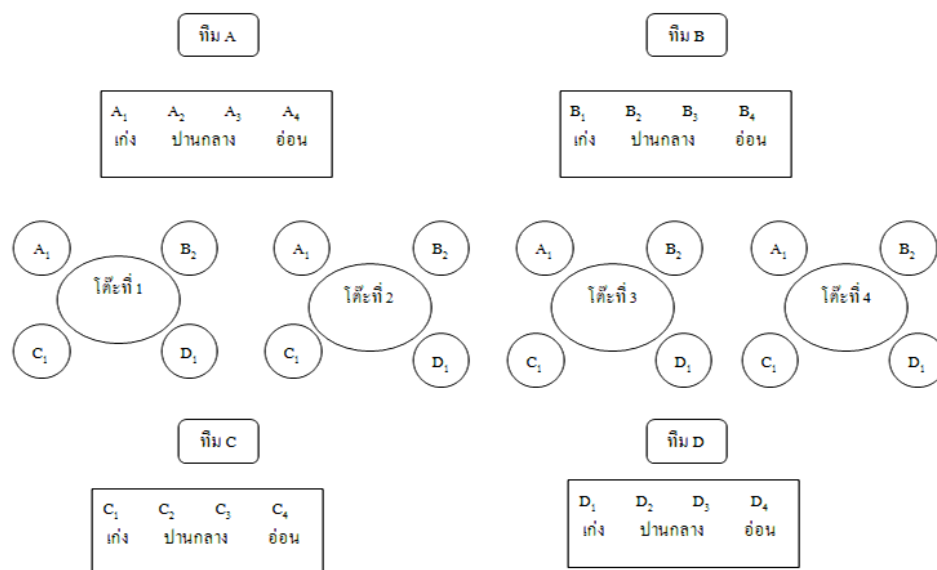 ทีม A
ทีม B
A₁ A₂ A₃ A₄
เก่ง ปานกลาง อ่อน
B₁ B₂ B₃ B₄
เก่ง ปานกลาง อ่อน
A₁ B₂
โต๊ะที่ 1
C₁ D₁
A₁ B₂
โต๊ะที่ 2
C₁ D₁
A₁ B₂
โต๊ะที่ 3
C₁ D₁
A₁ B₂
โต๊ะที่ 4
C₁ D₁
ทีม C
ทีม D
C₁ C₂ C₃ C₄
เก่ง ปานกลาง อ่อน
D₁ D₂ D₃ D₄
เก่ง ปานกลาง อ่อน